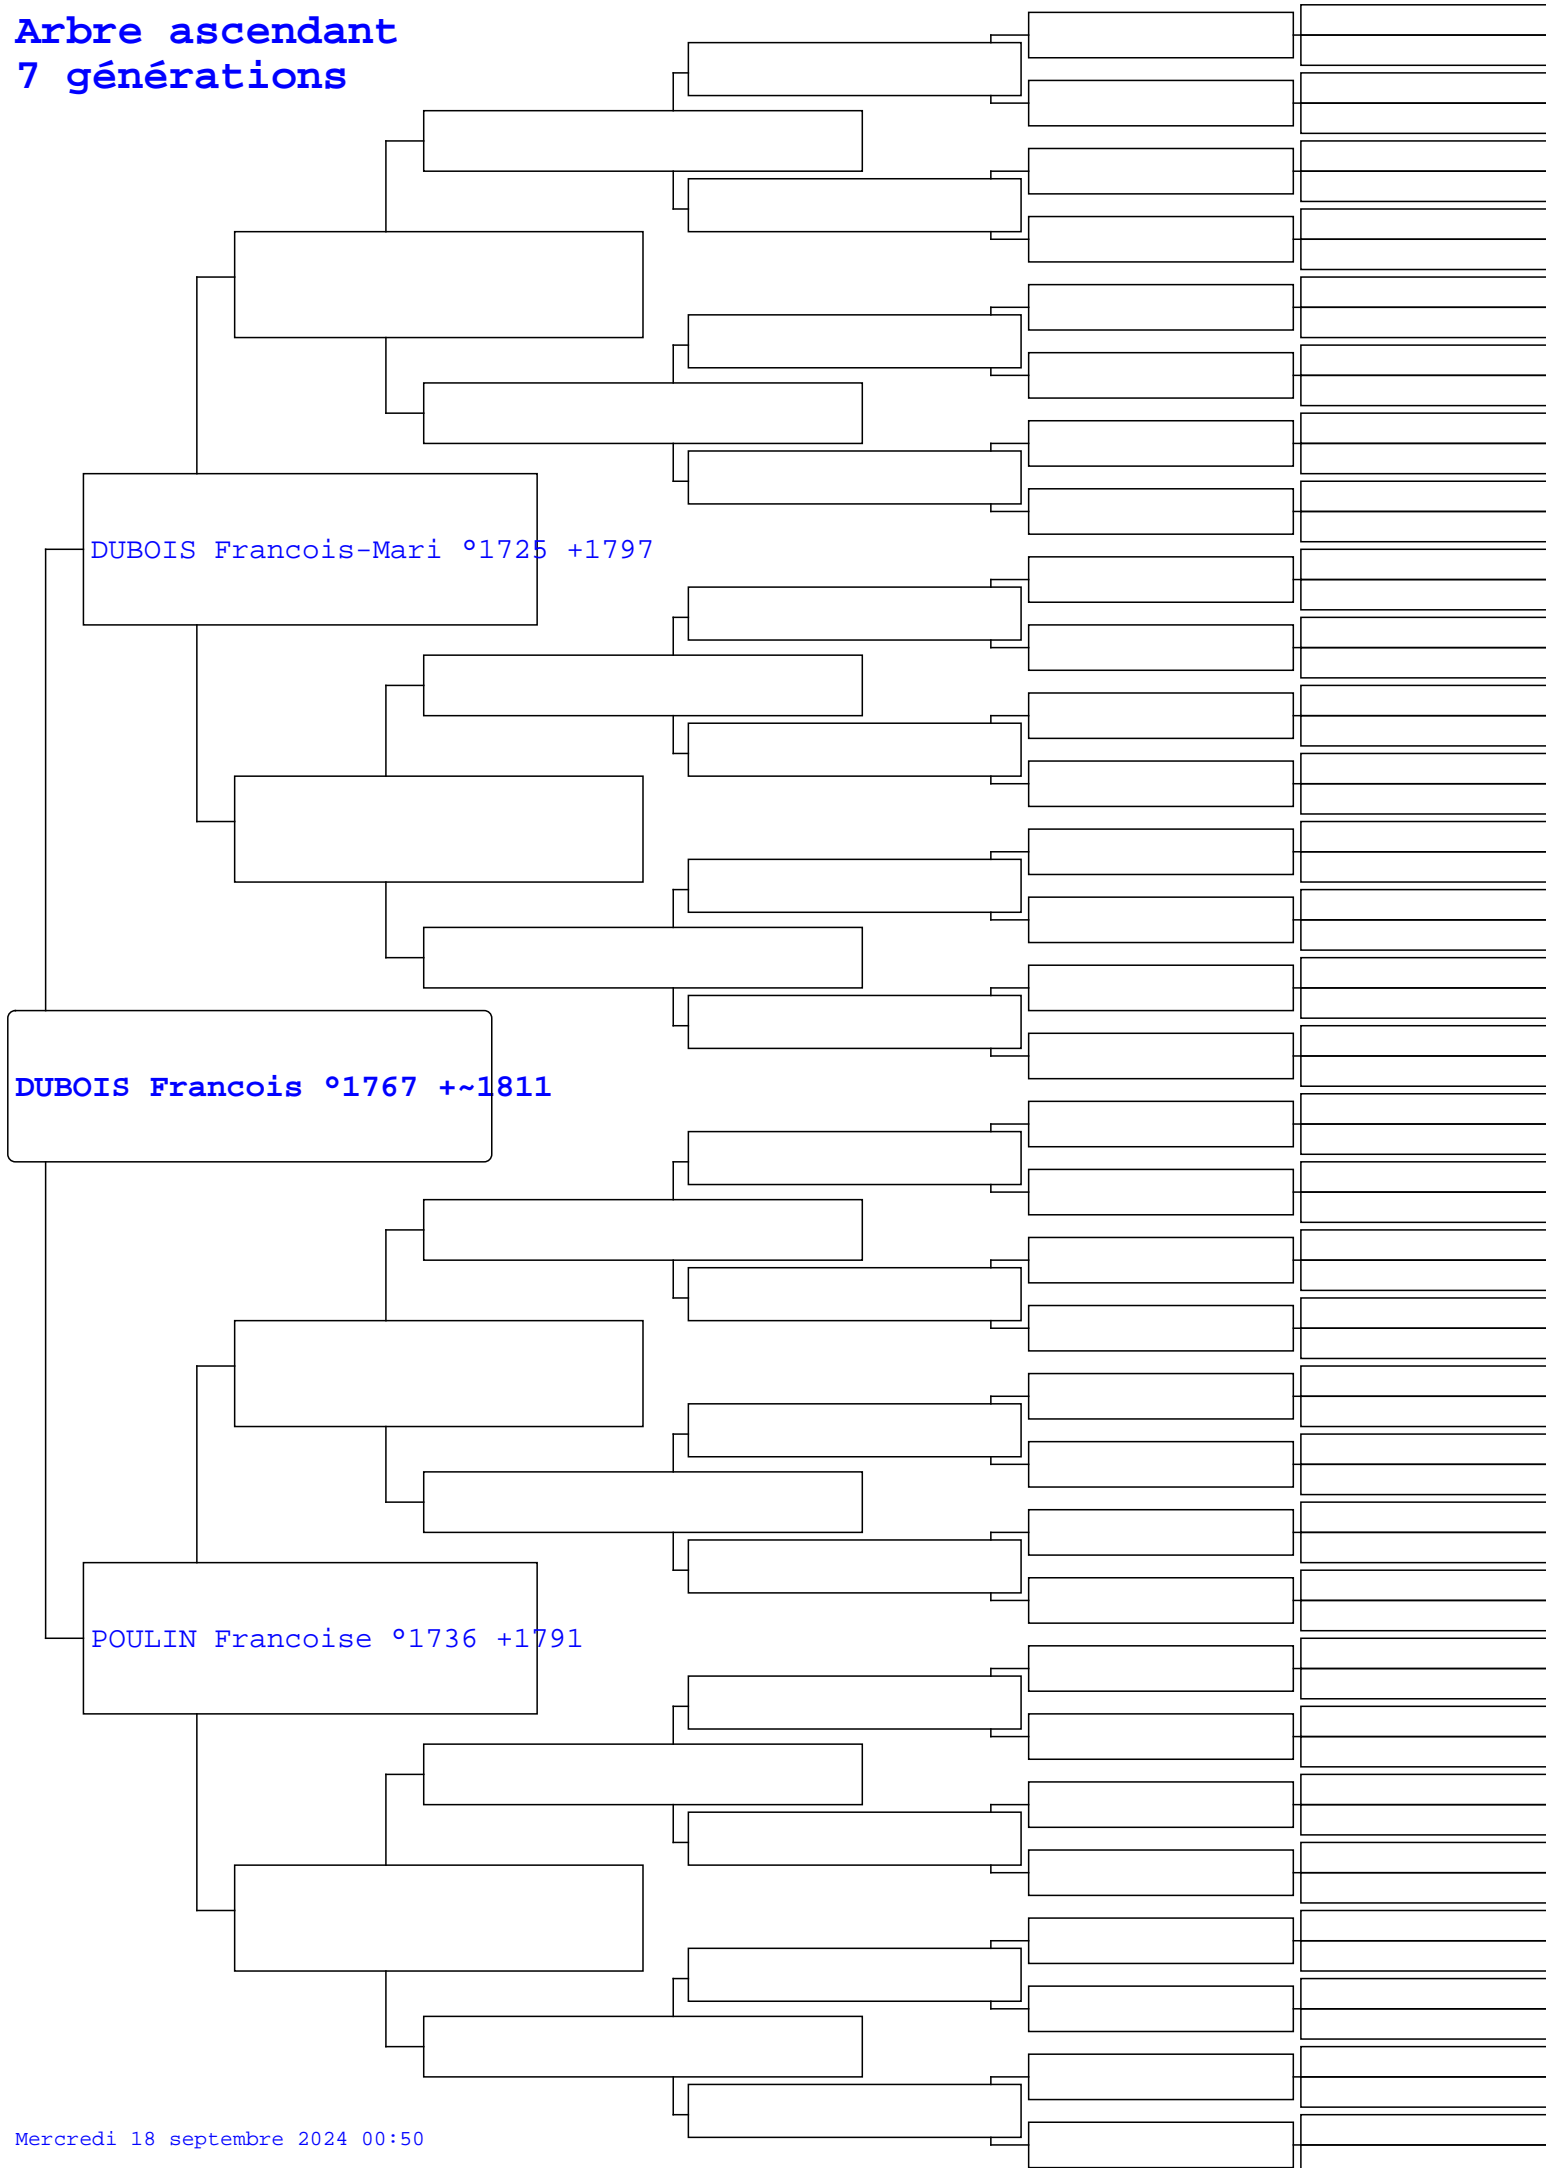 Arbre ascendant
7 générations
DUBOIS Francois-Mari °1725 +1797
DUBOIS Francois °1767 +~1811
POULIN Francoise °1736 +1791
Mercredi 18 septembre 2024 00:50